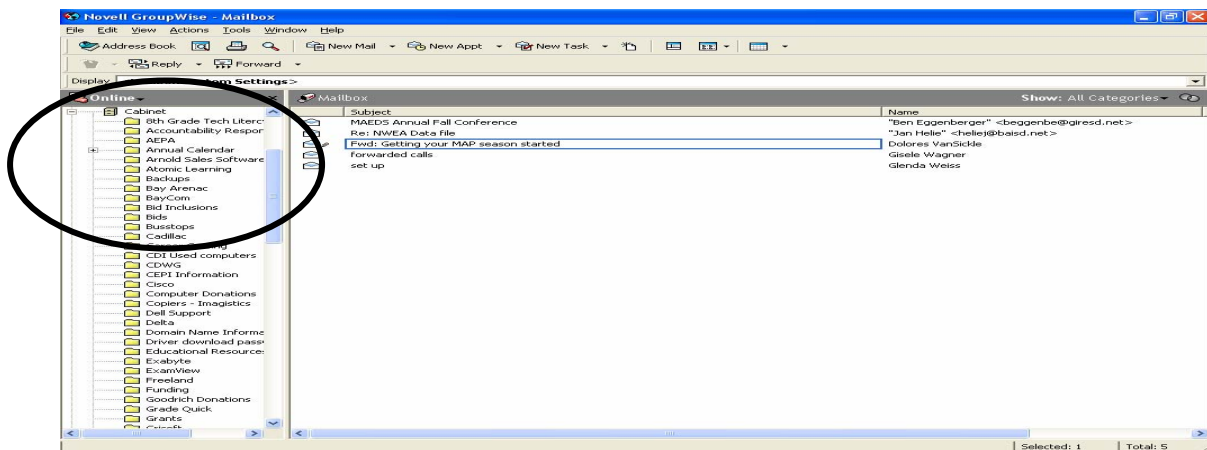 Novell GroupWise - Mailbox
File Edit View Actions Tools Window Help
Address Book New Mail New Appt New Task
Reply Forward
Display om Settings>
Online Mailbox Show: All Categories
Subject Name
Cabinet
8th Grade Tech Literc
Accountability Respor
AEPA
Annual Calendar
Arnold Sales Software
Atomic Learning
Backups
Bay Arenac
BayCom
Bid Inclusions
Bids
Busstops
Cadillac
CDI Used computers
CDWG
CEPI Information
Cisco
Computer Donations
Copiers - Imagistics
Dell Support
Delta
Domain Name Informa
Driver download pass
Educational Resource
Exabyte
ExamView
Freeland
Funding
Goodrich Donations
Grade Quick
Grants
MAEDS Annual Fall Conference "Ben Eggenberger" <beggenbe@giresd.net>
Re: NWEA Data file "Jan Helie" <heliej@baisd.net>
Fwd: Getting your MAP season started Dolores VanSickle
forwarded calls Gisele Wagner
set up Glenda Weiss
Selected: 1 Total: 5